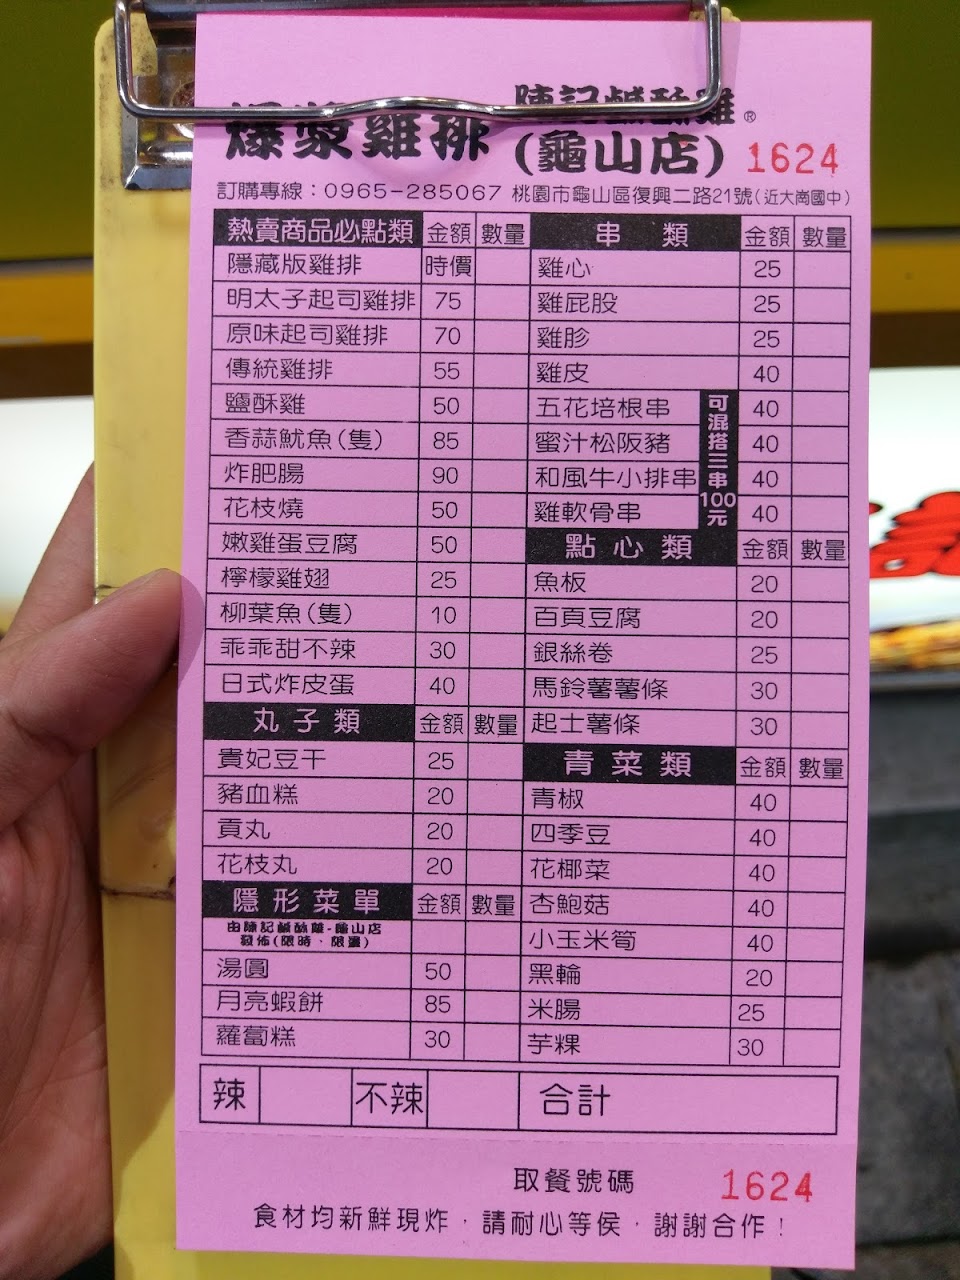 爆漿雞排 陳記鹹酥雞®
(龜山店) 1624
訂購專線：0965-285067 桃園市龜山區復興二路21號(近大崗國中)
熱賣商品必點類 金額 數量
隱藏版雞排 時價
明太子起司雞排 75
原味起司雞排 70
傳統雞排 55
鹽酥雞 50
香蒜魷魚(隻) 85
炸肥腸 90
花枝燒 50
嫩雞蛋豆腐 50
檸檬雞翅 25
柳葉魚(隻) 10
乖乖甜不辣 30
日式炸皮蛋 40
丸子類 金額 數量
貴妃豆干 25
豬血糕 20
貢丸 20
花枝丸 20
隱形菜單 金額 數量
由陳記鹹酥雞-龜山店
發佈(限時、限量)
湯圓 50
月亮蝦餅 85
蘿蔔糕 30
串類 金額 數量
雞心 25
雞屁股 25
雞胗 25
雞皮 40
五花培根串 40
蜜汁松阪豬 40
和風牛小排串 40
雞軟骨串 40
可混搭三串100元
點心類 金額 數量
魚板 20
百頁豆腐 20
銀絲卷 25
馬鈴薯薯條 30
起士薯條 30
青菜類 金額 數量
青椒 40
四季豆 40
花椰菜 40
杏鮑菇 40
小玉米筍 40
黑輪 20
米腸 25
芋粿 30
辣 不辣 合計
取餐號碼 1624
食材均新鮮現炸，請耐心等侯，謝謝合作！